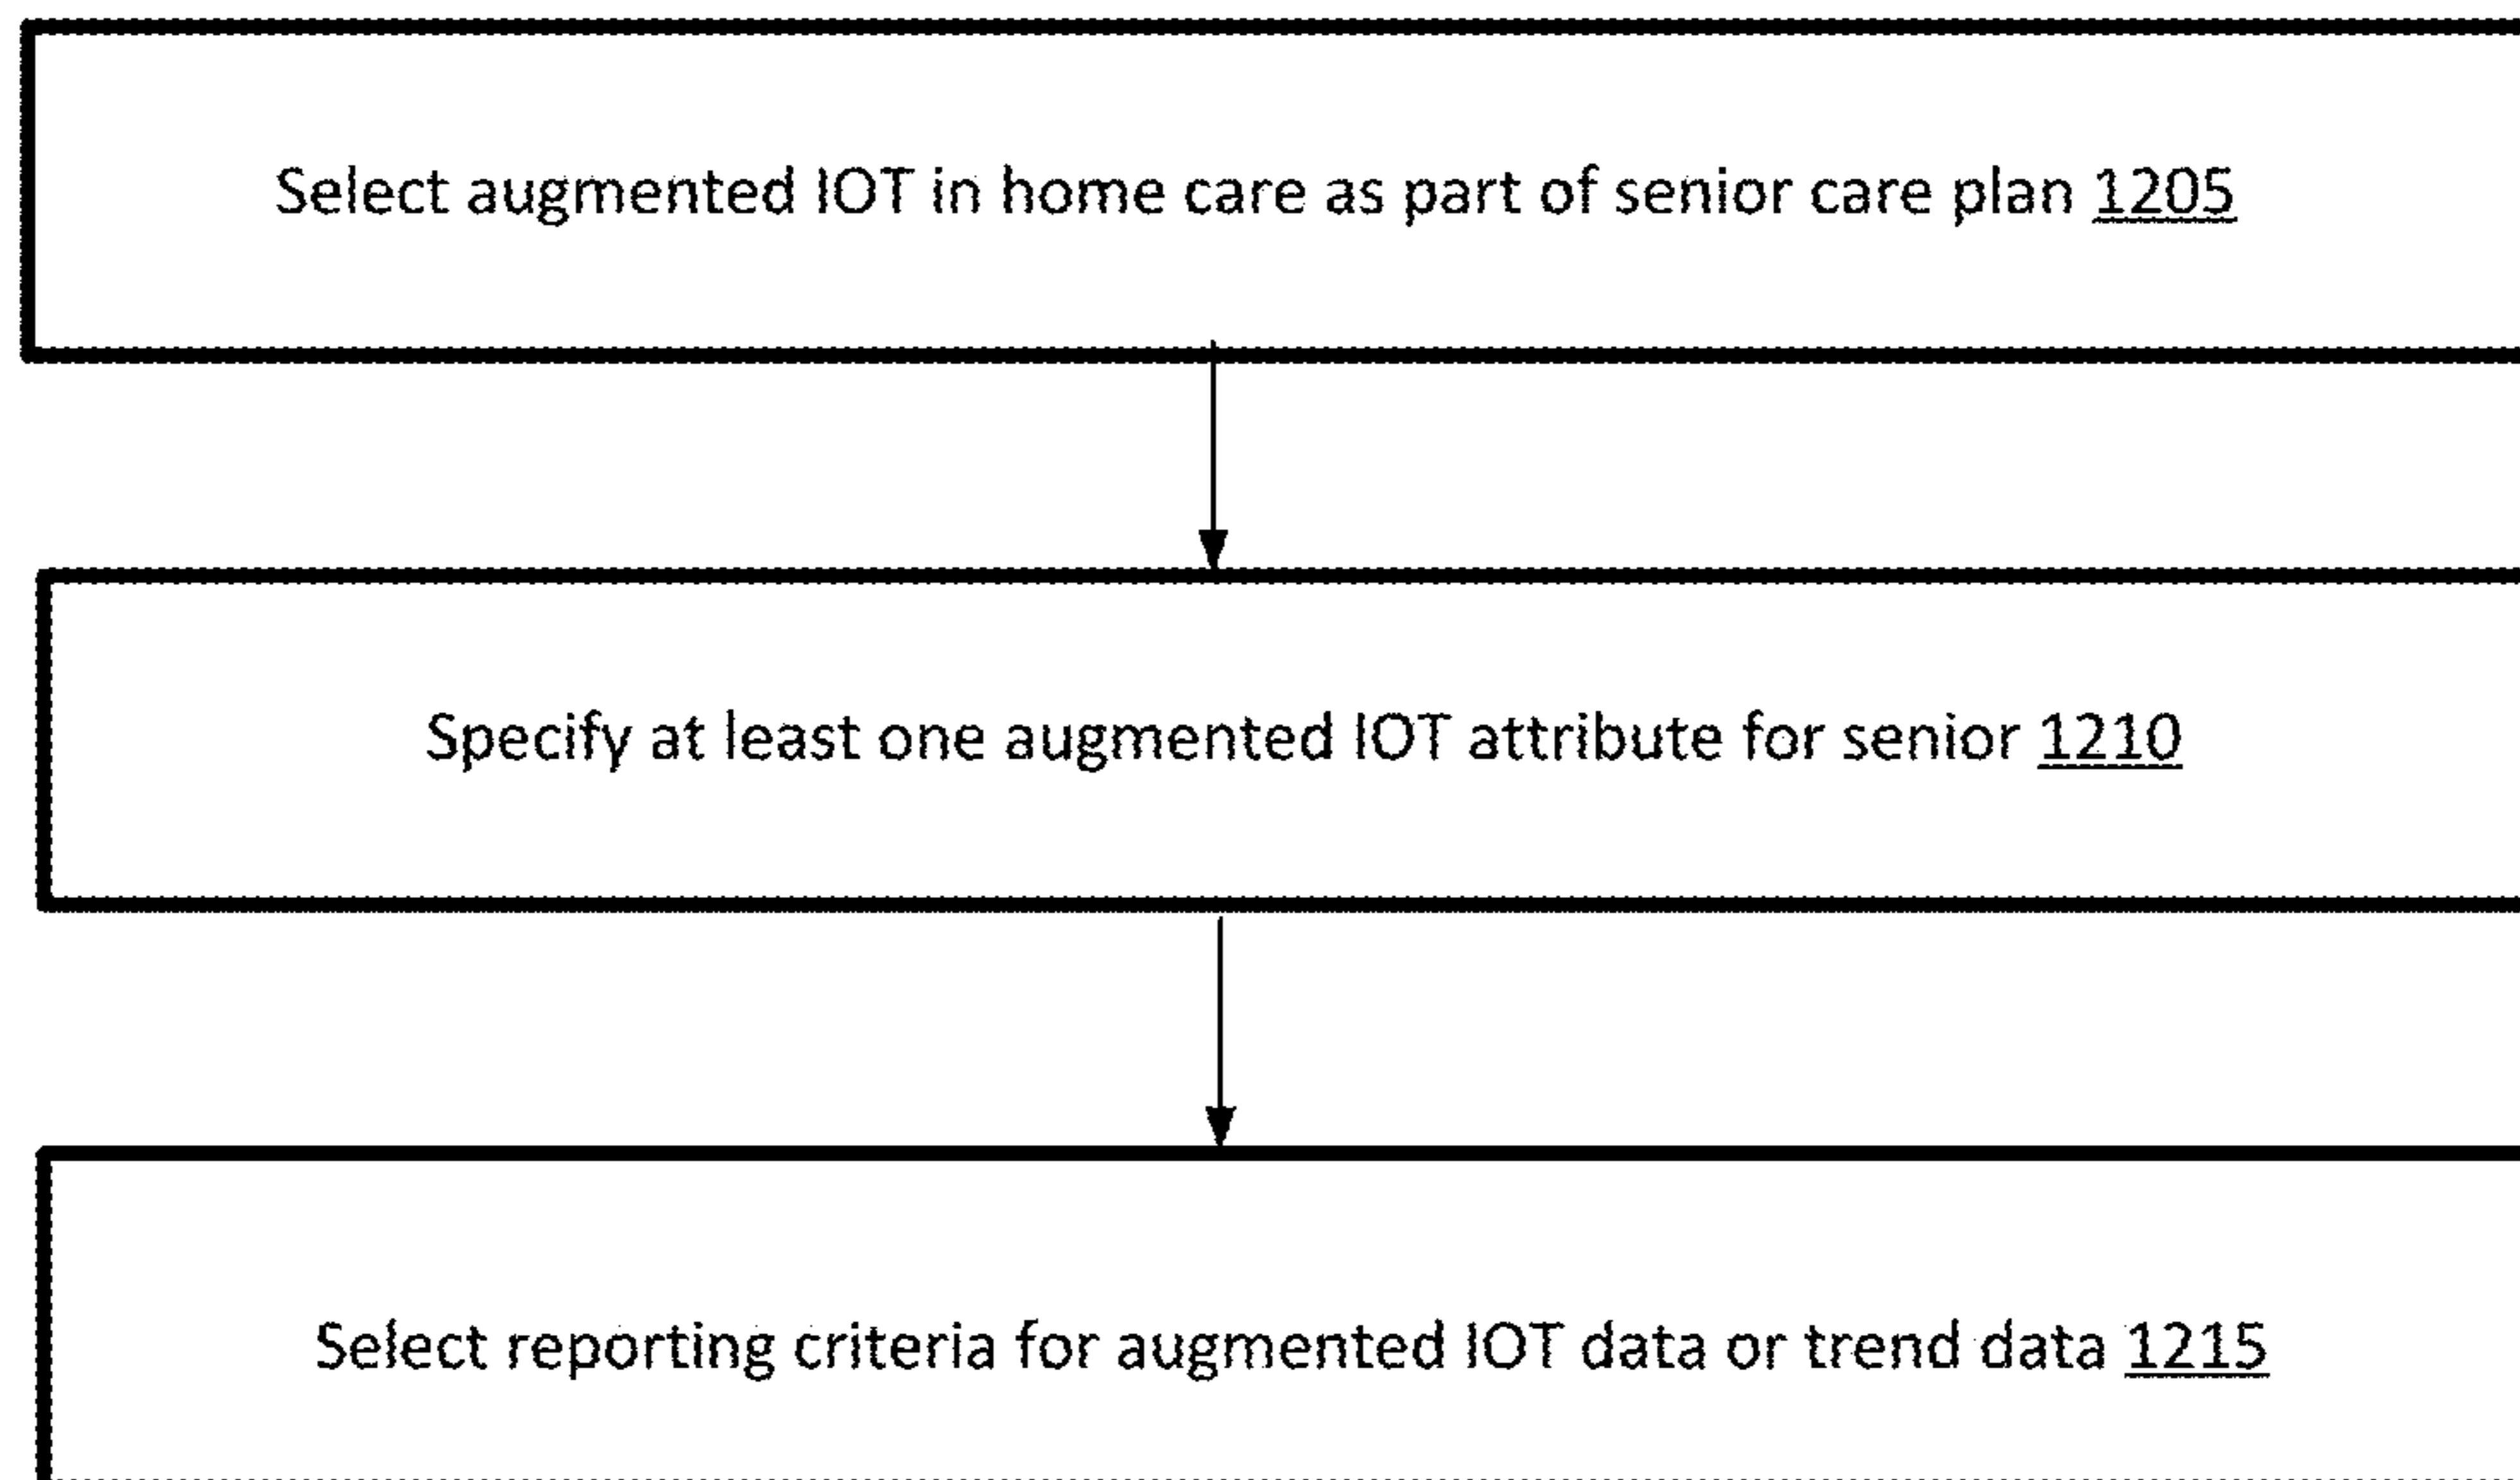 Select augmented IOT in home care as part of senior care plan 1205
Specify at least one augmented IOT attribute for senior 1210
Select reporting criteria for augmented IOT data or trend data 1215